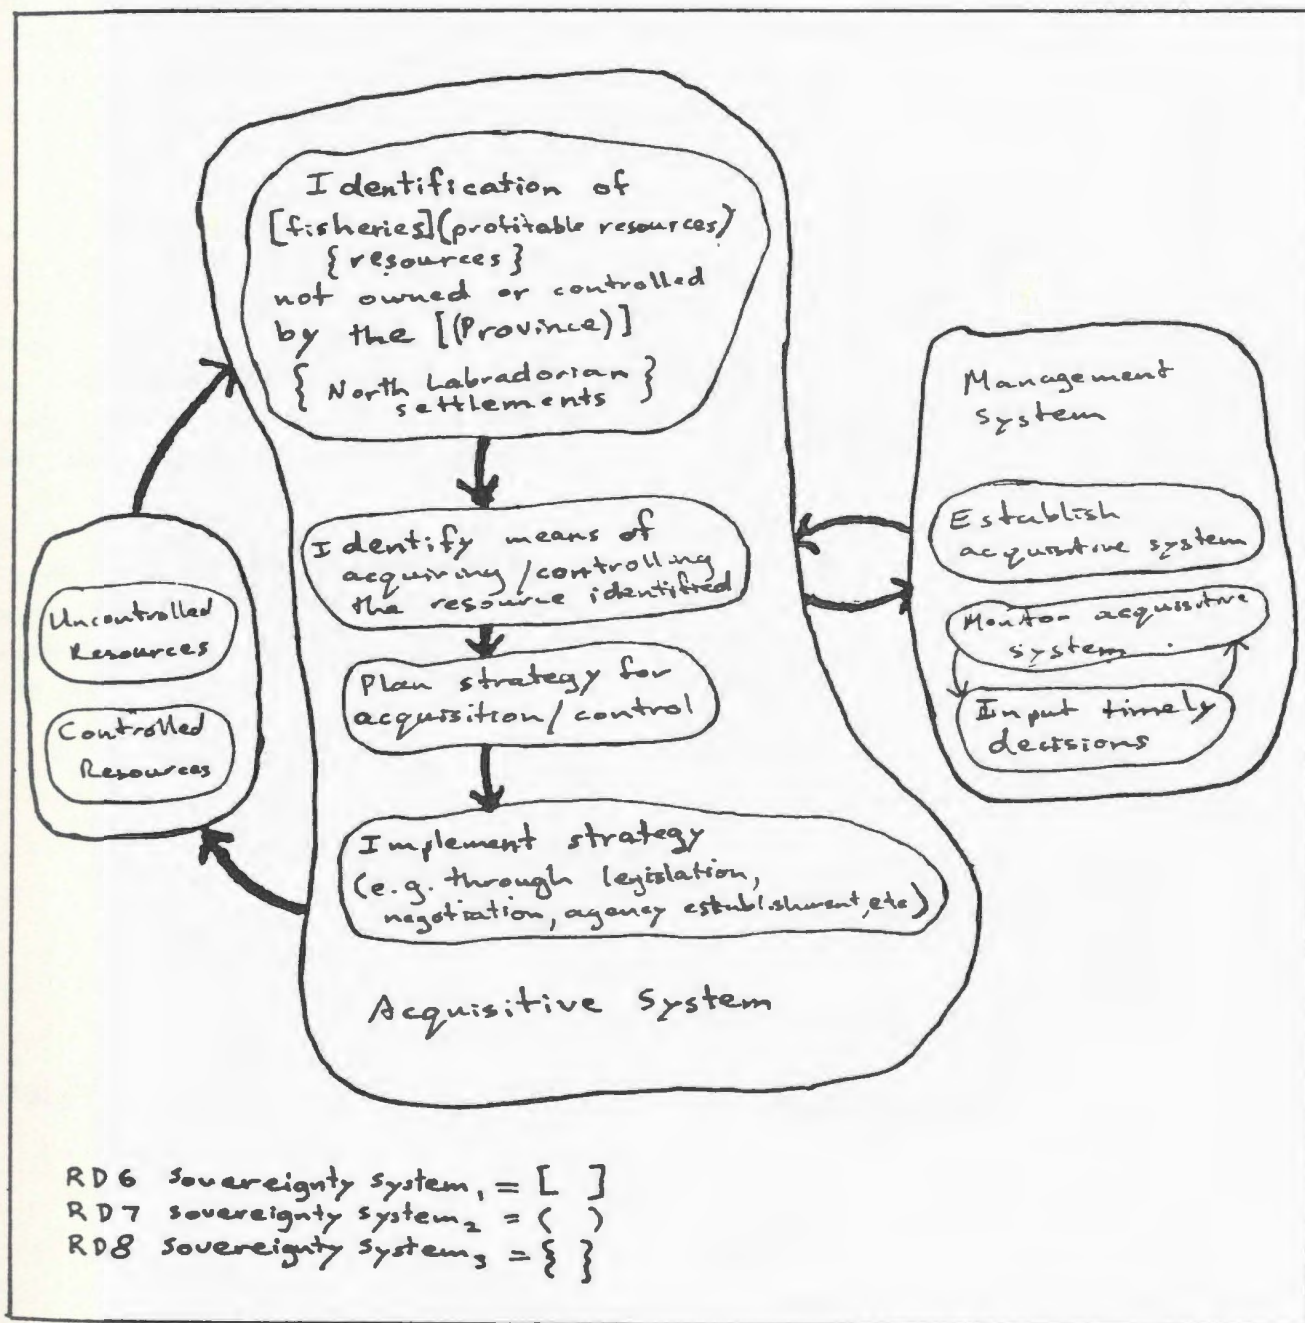 Identification of
[fisheries](profitable resources)
{resources}
not owned or controlled
by the [(Province)]
{ North Labradorian }
settlements
Identify means of
acquiring/controlling
the resource identified
Plan strategy for
acquisition/control
Implement strategy
(e.g. through legislation,
negotiation, agency establishment, etc)
Acquisitive System
Uncontrolled
Resources
Controlled
Resources
Management
System
Establish
acquisitive system
Monitor acquisitive
system
Input timely
decisions
RD6 sovereignty system₁ = [ ]
RD7 sovereignty system₂ = ( )
RD8 sovereignty system₃ = { }